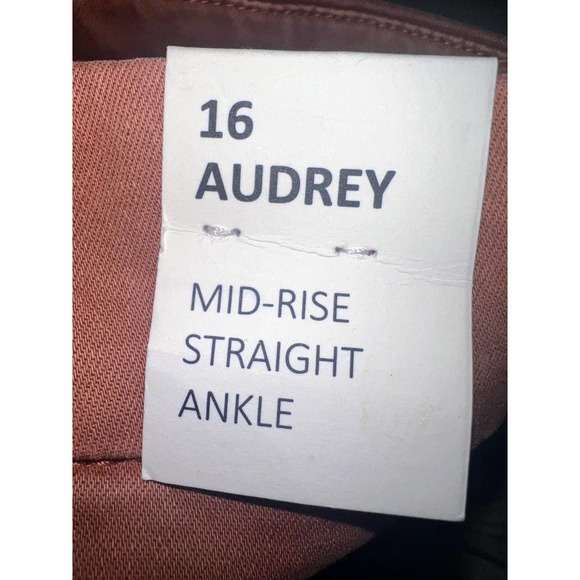 16
AUDREY
MID-RISE
STRAIGHT
ANKLE